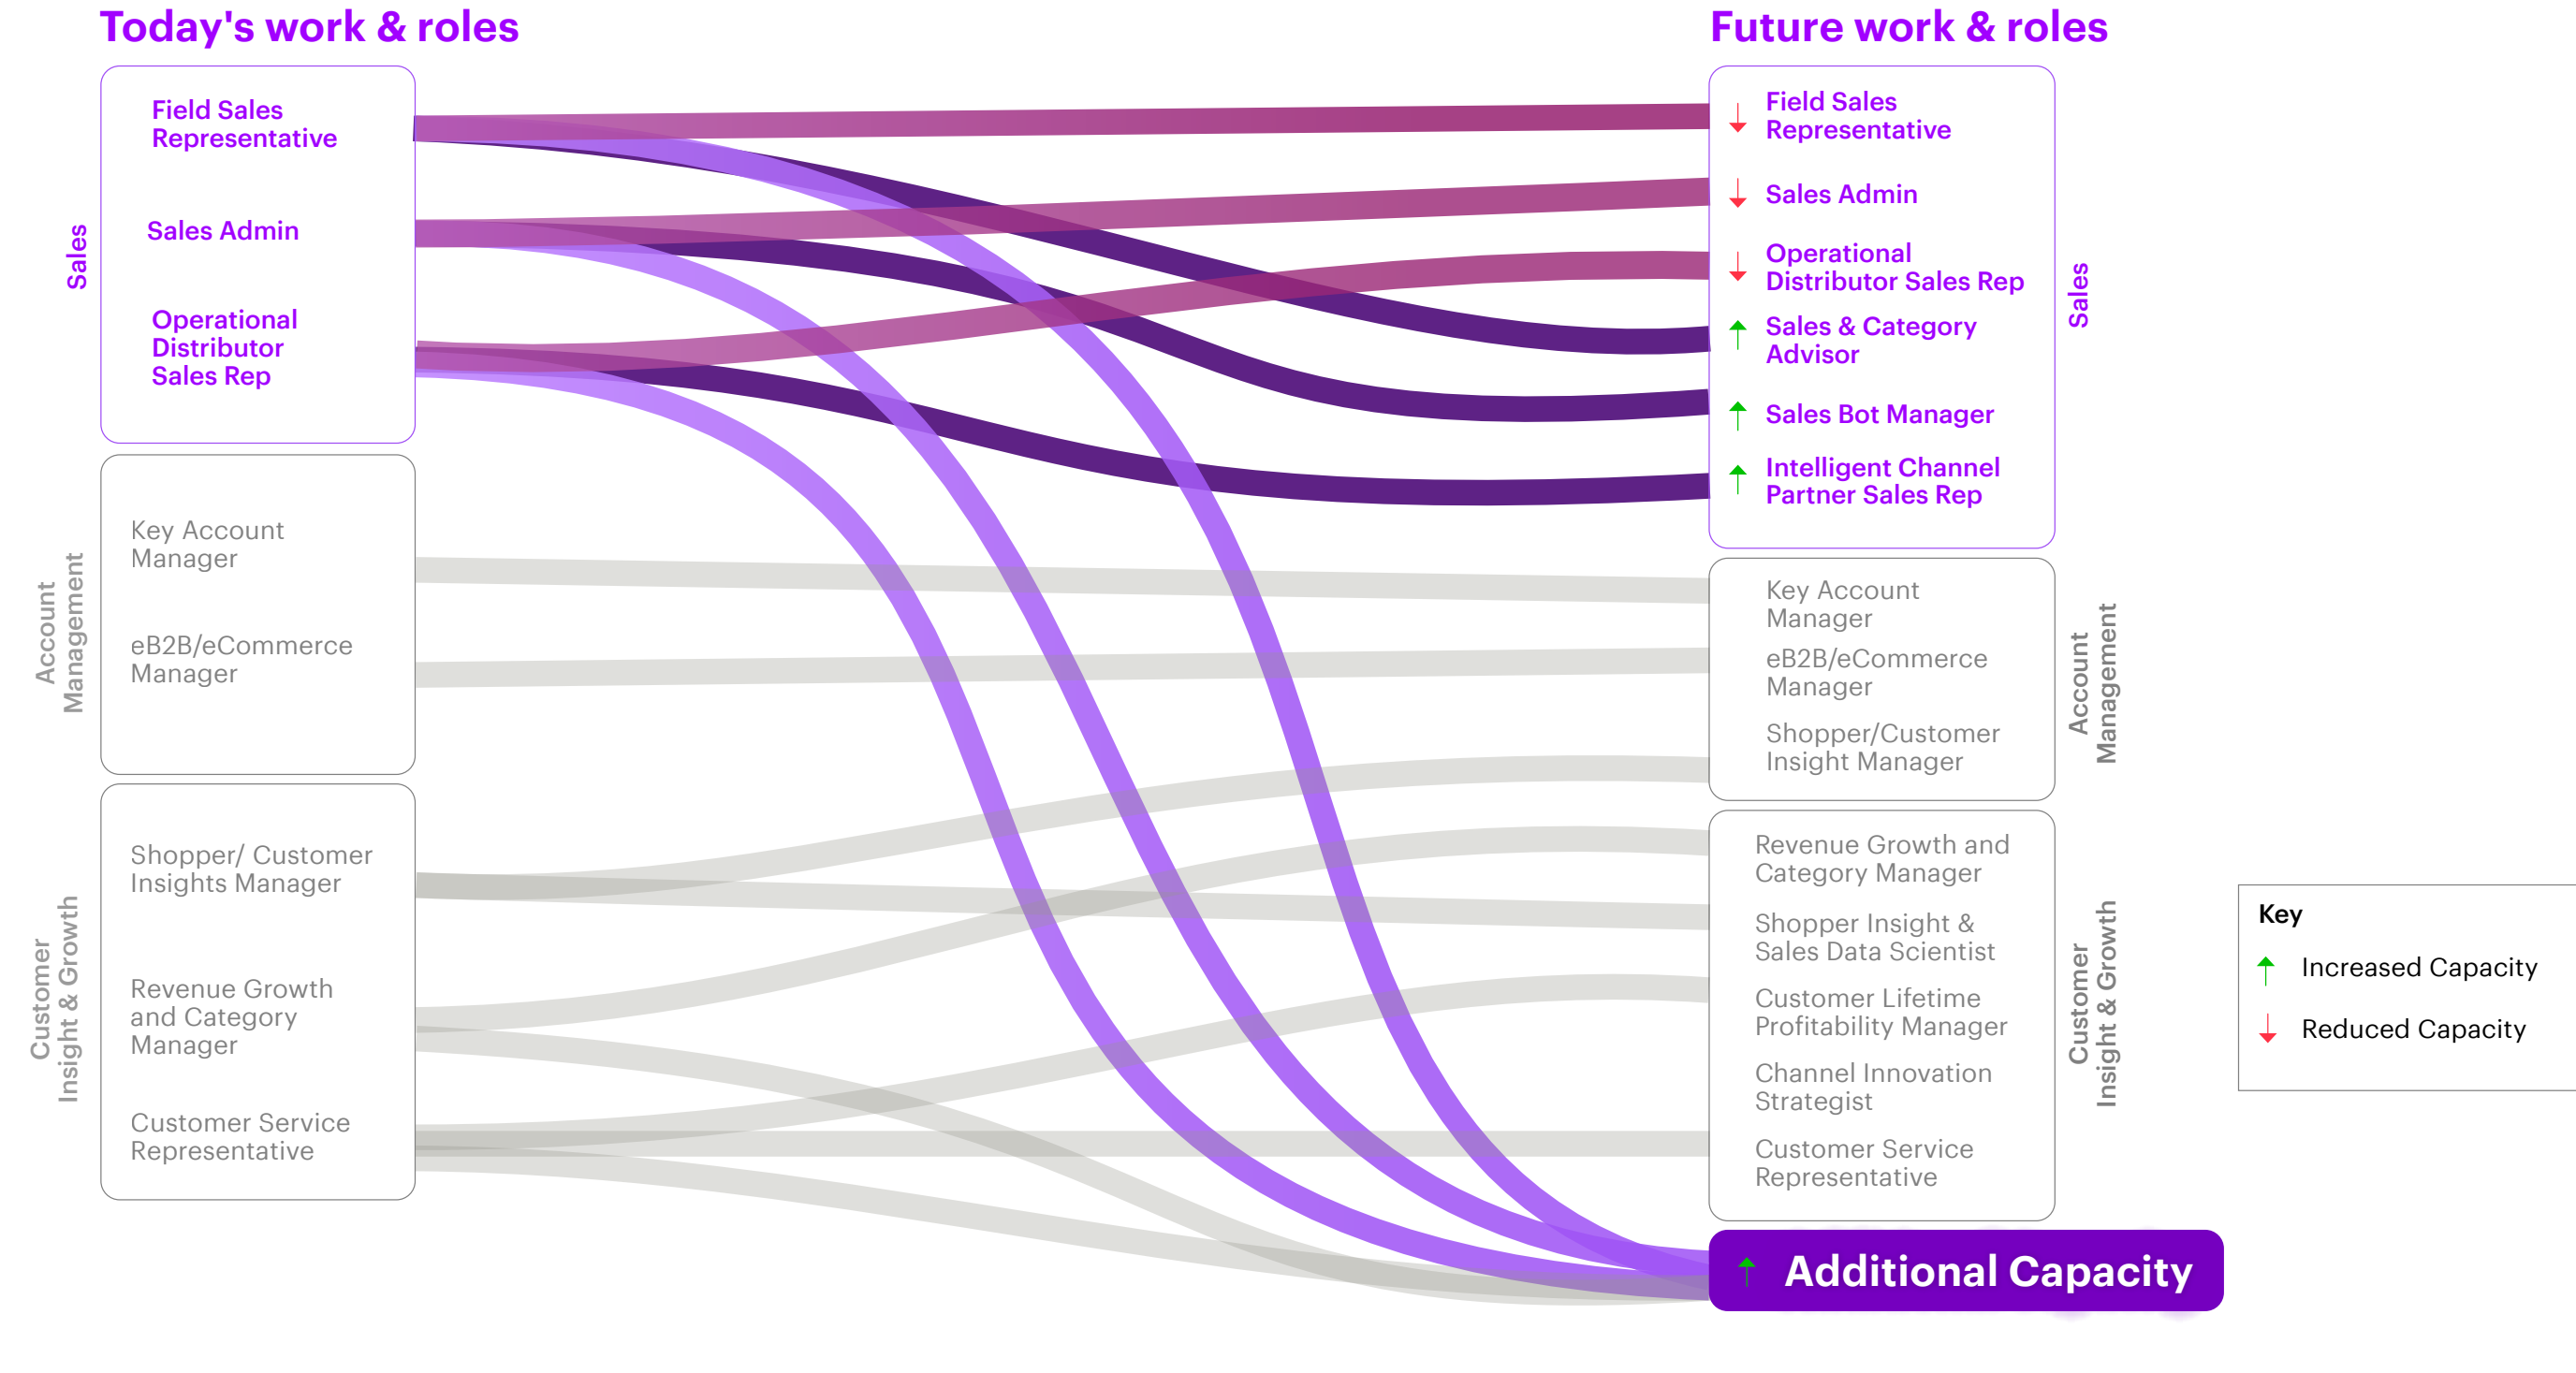 Today's work & roles
Sales
Field Sales
Representative
Sales Admin
Operational
Distributor
Sales Rep
Account
Management
Key Account
Manager
eB2B/eCommerce
Manager
Customer
Insight & Growth
Shopper/ Customer
Insights Manager
Revenue Growth
and Category
Manager
Customer Service
Representative
Future work & roles
Field Sales
Representative
Sales Admin
Operational
Distributor Sales Rep
Sales & Category
Advisor
Sales Bot Manager
Intelligent Channel
Partner Sales Rep
Sales
Key Account
Manager
eB2B/eCommerce
Manager
Shopper/Customer
Insight Manager
Account
Management
Revenue Growth and
Category Manager
Shopper Insight &
Sales Data Scientist
Customer Lifetime
Profitability Manager
Channel Innovation
Strategist
Customer Service
Representative
Customer
Insight & Growth
Additional Capacity
Key
Increased Capacity
Reduced Capacity